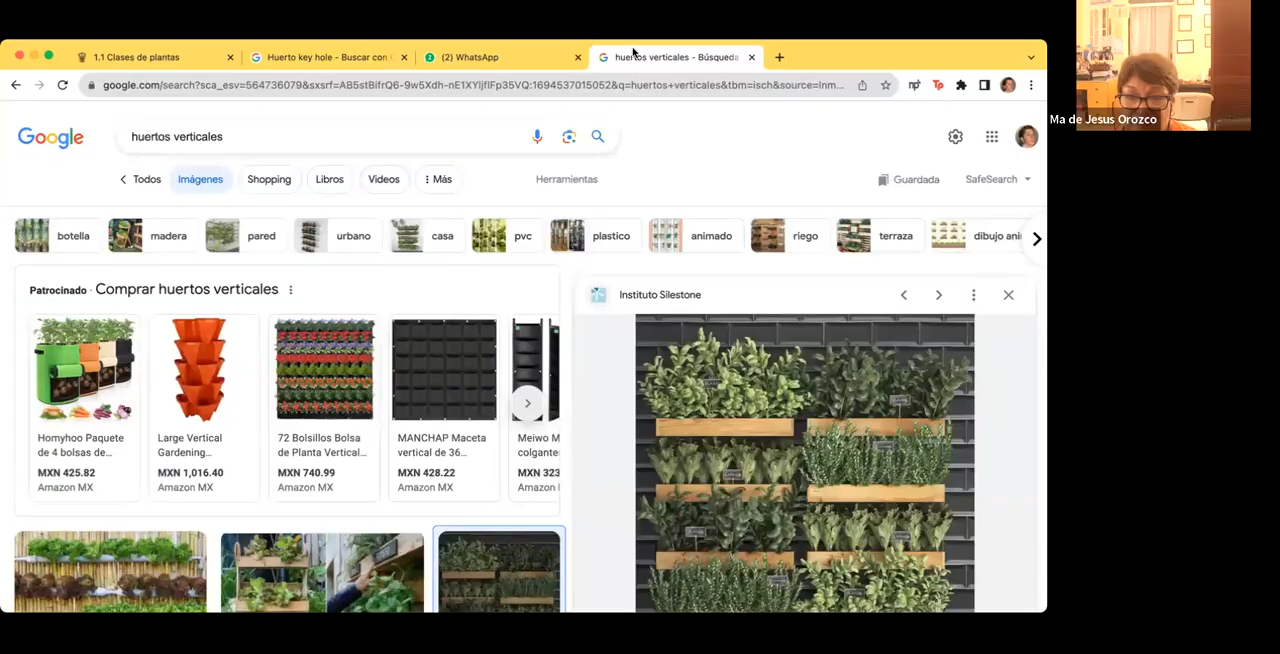 1.1 Clases de plantas
Huerto key hole - Buscar con
(2) WhatsApp
huertos verticales - Búsqueda
google.com/search?sca_esv=564736079&sxsrf=AB5stBifrQ6-9w5Xdh-nE1XYIjfIFp35VQ:1694537015052&q=huertos+verticales&tbm=isch&source=lnm...
Ma de Jesus Orozco
Google
huertos verticales
Todos
Imágenes
Shopping
Libros
Videos
Más
Herramientas
Guardada
SafeSearch
botella
madera
pared
urbano
casa
pvc
plastico
animado
riego
terraza
dibujo ani
Patrocinado · Comprar huertos verticales
Instituto Silestone
Homyhoo Paquete
de 4 bolsas de...
MXN 425.82
Amazon MX
Large Vertical
Gardening...
MXN 1,016.40
Amazon MX
72 Bolsillos Bolsa
de Planta Vertical...
MXN 740.99
Amazon MX
MANCHAP Maceta
vertical de 36...
MXN 428.22
Amazon MX
Meiwo M
colgante
MXN 323
Amazon